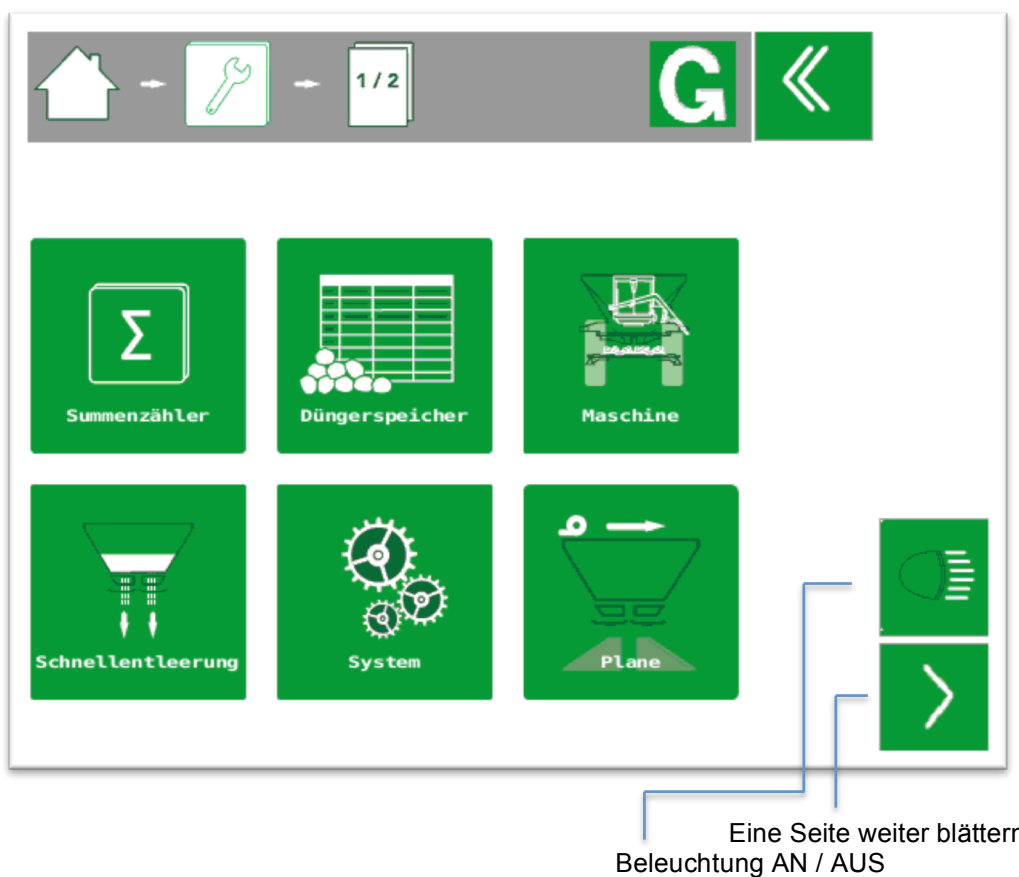 1 / 2
G
Σ
Summenzähler
Düngerspeicher
Maschine
Schnellentleerung
System
Plane
Eine Seite weiter blättern
Beleuchtung AN / AUS